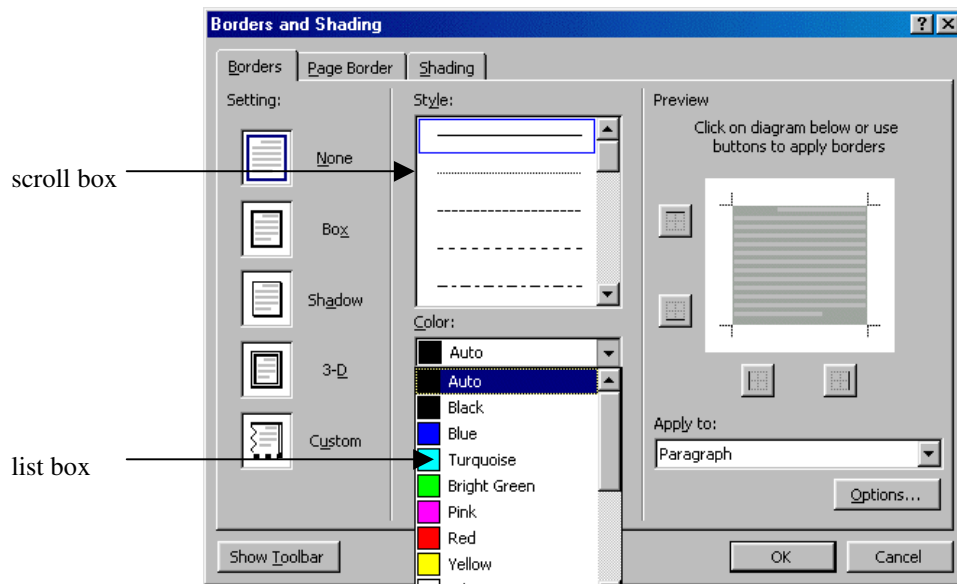 Borders and Shading
Borders Page Border Shading
Setting:
None
Box
Shadow
3-D
Custom
Style:
Color:
Auto
Auto
Black
Blue
Turquoise
Bright Green
Pink
Red
Yellow
Preview
Click on diagram below or use
buttons to apply borders
Apply to:
Paragraph
Options...
Show Toolbar
OK
Cancel
scroll box
list box